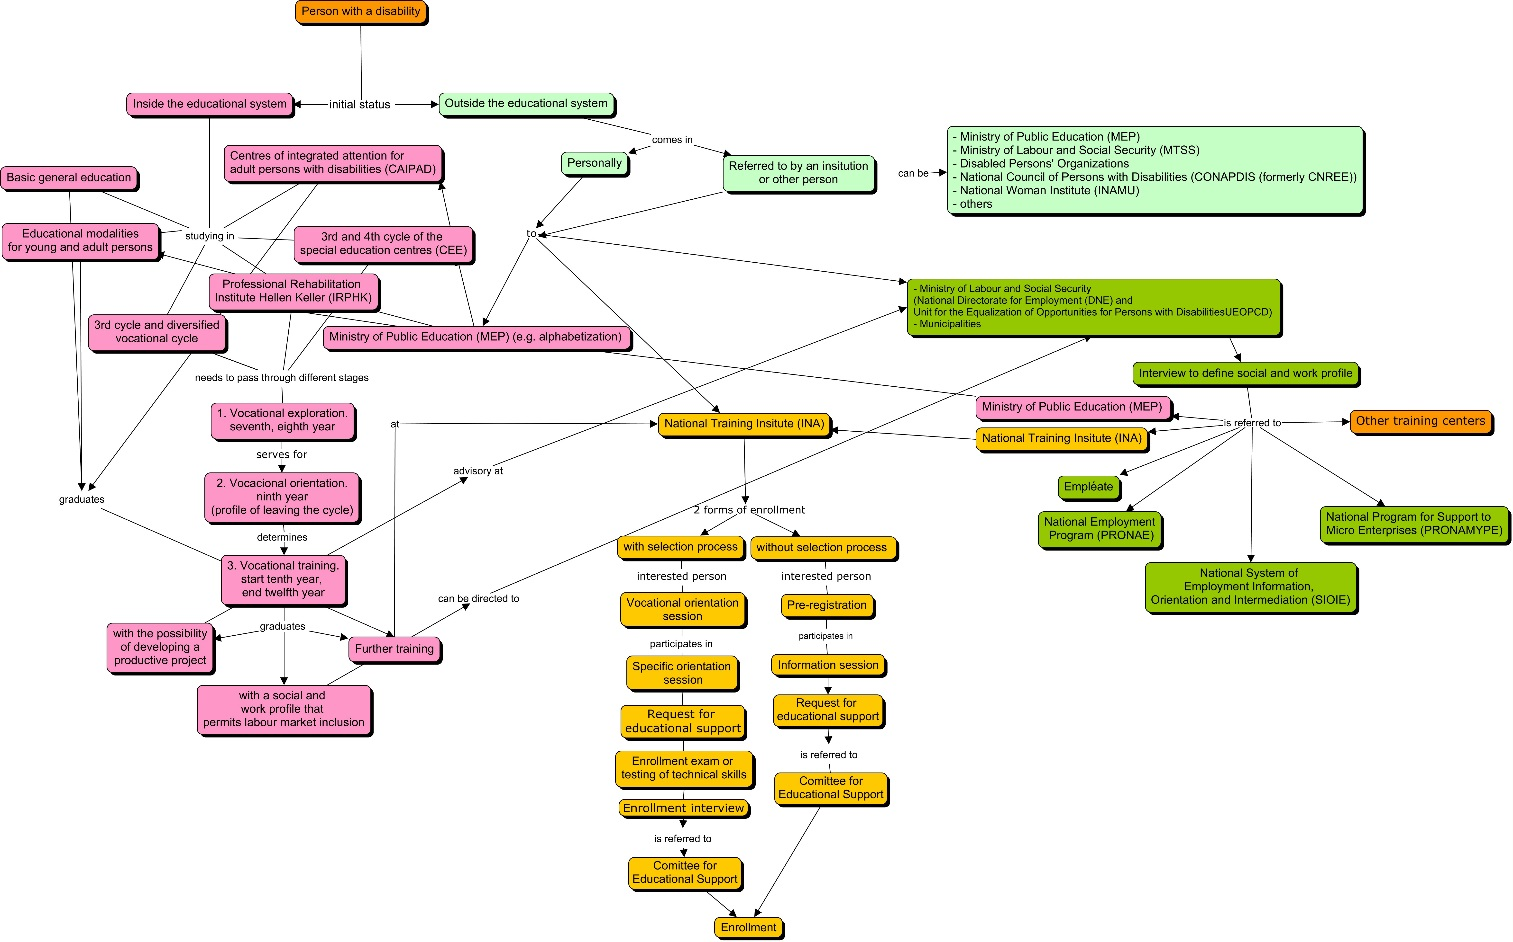 Person with a disability
Inside the educational system
initial status
Outside the educational system
comes in
Personally
Referred to by an insitution
or other person
can be
- Ministry of Public Education (MEP)
- Ministry of Labour and Social Security (MTSS)
- Disabled Persons' Organizations
- National Council of Persons with Disabilities (CONAPDIS (formerly CNREE))
- National Woman Institute (INAMU)
- others
Centres of integrated attention for
adult persons with disabilities (CAIPAD)
Basic general education
Educational modalities
for young and adult persons
studying in
3rd and 4th cycle of the
special education centres (CEE)
to
Professional Rehabilitation
Institute Hellen Keller (IRPHK)
3rd cycle and diversified
vocational cycle
Ministry of Public Education (MEP) (e.g. alphabetization)
- Ministry of Labour and Social Security
(National Directorate for Employment (DNE) and
Unit for the Equalization of Opportunities for Persons with DisabilitiesUEOPCD)
- Municipalities
needs to pass through different stages
Interview to define social and work profile
1. Vocational exploration.
seventh, eighth year
at
National Training Insitute (INA)
Ministry of Public Education (MEP)
National Training Insitute (INA)
is referred to
Other training centers
serves for
advisory at
2. Vocacional orientation.
ninth year
(profile of leaving the cycle)
graduates
Empléate
National Employment
Program (PRONAE)
National Program for Support to
Micro Enterprises (PRONAMYPE)
National System of
Employment Information,
Orientation and Intermediation (SIOIE)
determines
2 forms of enrollment
3. Vocational training.
start tenth year,
end twelfth year
can be directed to
with the possibility
of developing a
productive project
graduates
Further training
with a social and
work profile that
permits labour market inclusion
with selection process
interested person
Vocational orientation
session
participates in
Specific orientation
session
Request for
educational support
Enrollment exam or
testing of technical skills
Enrollment interview
is referred to
Comittee for
Educational Support
without selection process
interested person
Pre-registration
participates in
Information session
Request for
educational support
is referred to
Comittee for
Educational Support
Enrollment